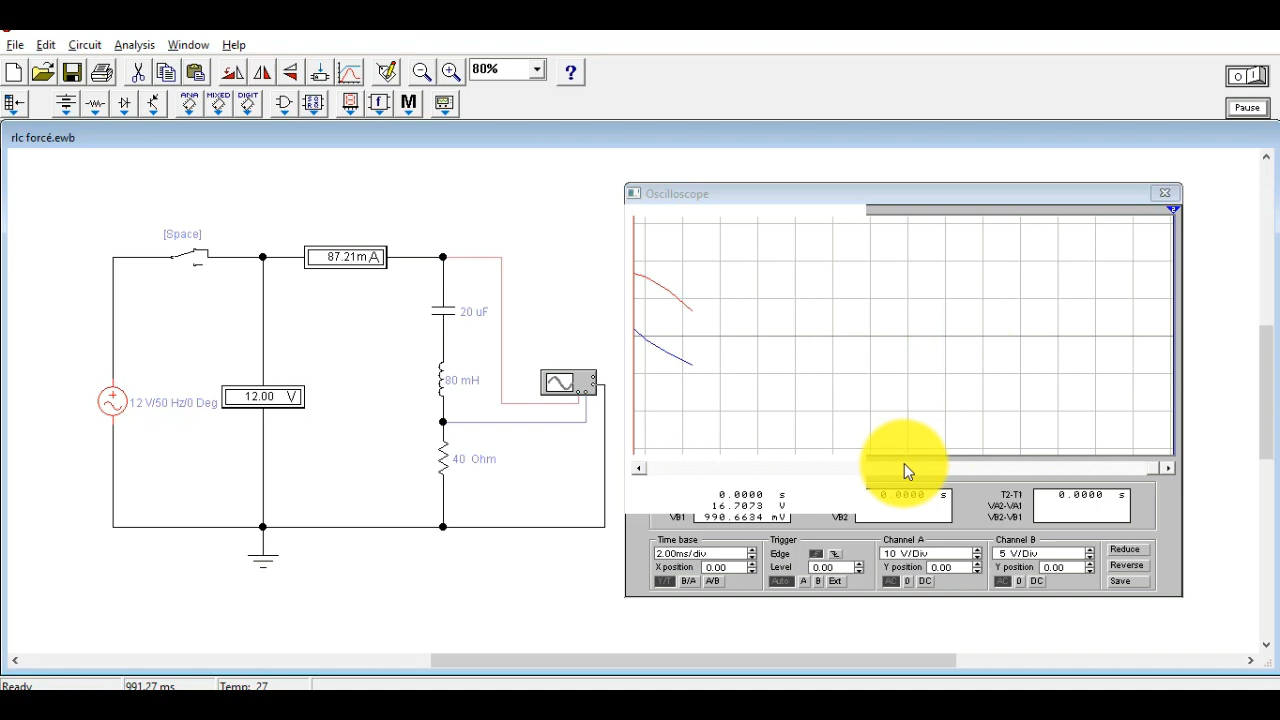 File Edit Circuit Analysis Window Help
80%
?
ANA MIXED DIGIT
M
Pause
rlc forcé.ewb
Oscilloscope
[Space]
87.21m A
20 uF
80 mH
12 V/50 Hz/0 Deg
12.00 V
40 Ohm
0.0000 s
0.0000 s
T2-T1
0.0000 s
16.7073 V
VA2-VA1
VB1 990.6634 mV
VB2
VB2-VB1
Time base
Trigger
Channel A
Channel B
2.00ms/div
Edge
10 V/Div
5 V/Div
Reduce
X position 0.00
Level 0.00
Y position 0.00
Y position 0.00
Reverse
Y/T B/A A/B
Auto A B Ext
AC 0 DC
AC 0 DC
Save
Ready 991.27 ms Temp: 27